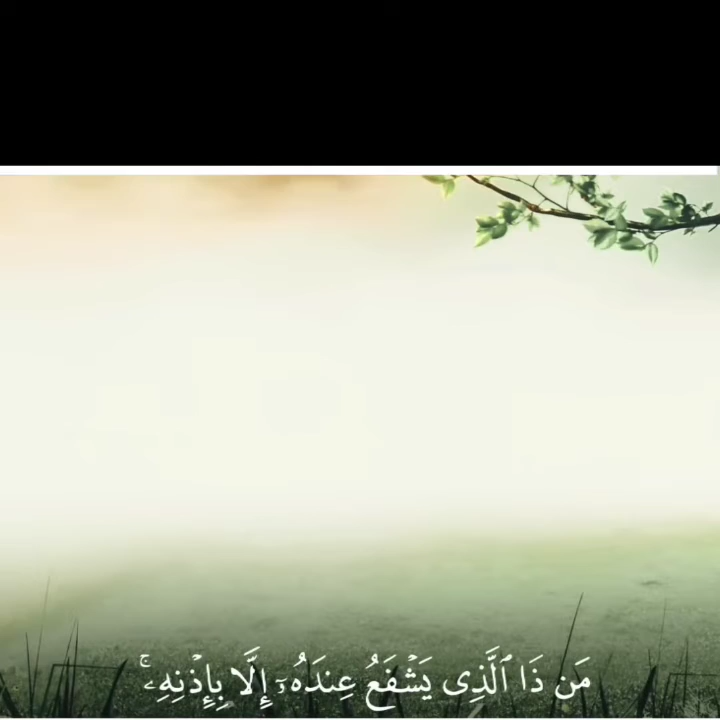 مَن ذَا ٱلَّذِى يَشْفَعُ عِندَهُۥٓ إِلَّا بِإِذْنِهِۦ ۚ